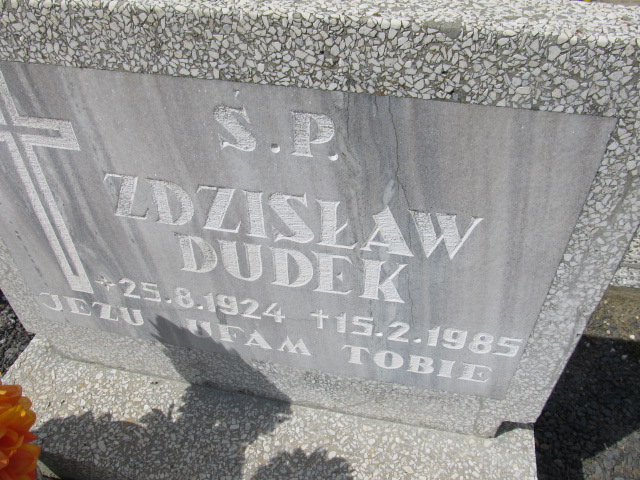 Ś.P.
ZDZISŁAW
DUDEK
*25.8.1924 †15.2.1985
JEZU UFAM TOBIE